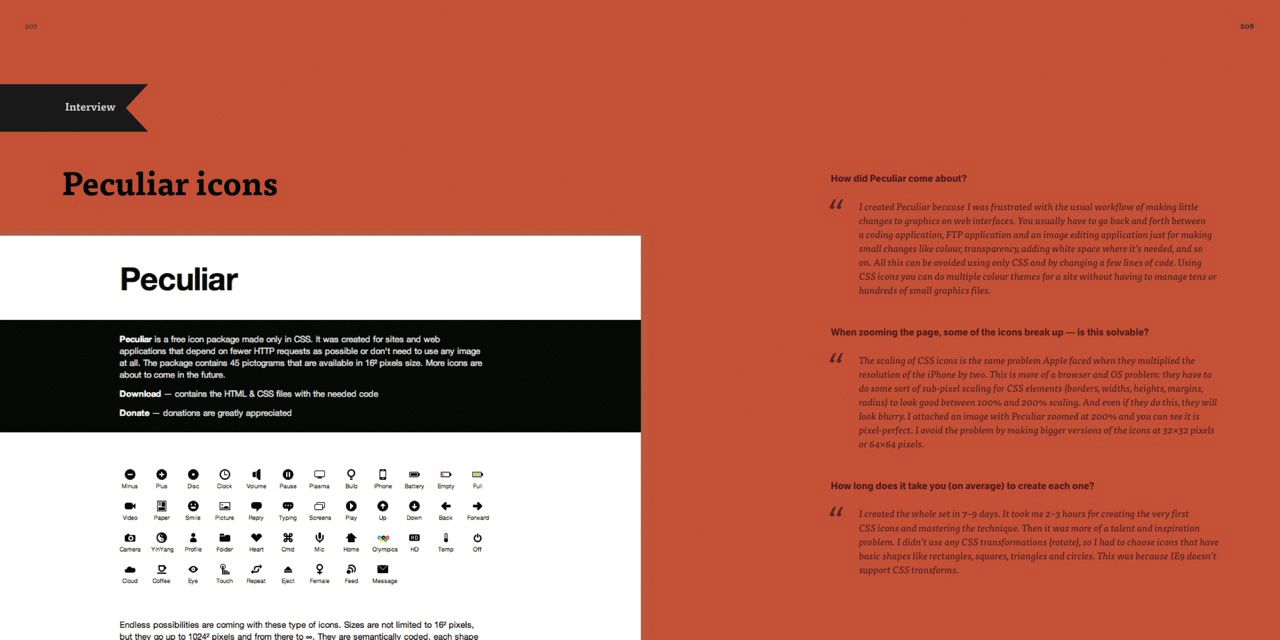 207
208
Interview
Peculiar icons
Peculiar
Peculiar is a free icon package made only in CSS. It was created for sites and web
applications that depend on fewer HTTP requests as possible or don't need to use any image
at all. The package contains 45 pictograms that are available in 16² pixels size. More icons are
about to come in the future.
Download — contains the HTML & CSS files with the needed code
Donate — donations are greatly appreciated
Minus Plus Disc Clock Volume Pause Plasma Bulb iPhone Battery Empty Full
Video Paper Smile Picture Reply Typing Screens Play Up Down Back Forward
HD
Camera YinYang Profile Folder Heart Cmd Mic Home Olympics HD Temp Off
Cloud Coffee Eye Touch Repeat Eject Female Feed Message
Endless possibilities are coming with these type of icons. Sizes are not limited to 16² pixels,
but they go up to 1024² pixels and from there to ∞. They are semantically coded, each shape
How did Peculiar come about?
“ I created Peculiar because I was frustrated with the usual workflow of making little
changes to graphics on web interfaces. You usually have to go back and forth between
a coding application, FTP application and an image editing application just for making
small changes like colour, transparency, adding white space where it's needed, and so
on. All this can be avoided using only CSS and by changing a few lines of code. Using
CSS icons you can do multiple colour themes for a site without having to manage tens or
hundreds of small graphics files.
When zooming the page, some of the icons break up — is this solvable?
“ The scaling of CSS icons is the same problem Apple faced when they multiplied the
resolution of the iPhone by two. This is more of a browser and OS problem: they have to
do some sort of sub-pixel scaling for CSS elements (borders, widths, heights, margins,
radius) to look good between 100% and 200% scaling. And even if they do this, they will
look blurry. I attached an image with Peculiar zoomed at 200% and you can see it is
pixel-perfect. I avoid the problem by making bigger versions of the icons at 32×32 pixels
or 64×64 pixels.
How long does it take you (on average) to create each one?
“ I created the whole set in 7–9 days. It took me 2–3 hours for creating the very first
CSS icons and mastering the technique. Then it was more of a talent and inspiration
problem. I didn't use any CSS transformations (rotate), so I had to choose icons that have
basic shapes like rectangles, squares, triangles and circles. This was because IE9 doesn't
support CSS transforms.